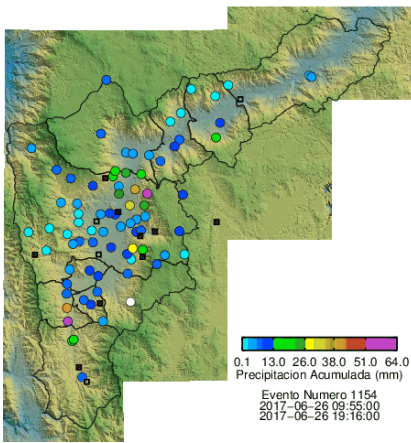 0.1 13.0 26.0 38.0 51.0 64.0
Precipitacion Acumulada (mm)
Evento Numero 1154
2017-06-26 09:55:00
2017-06-26 19:16:00